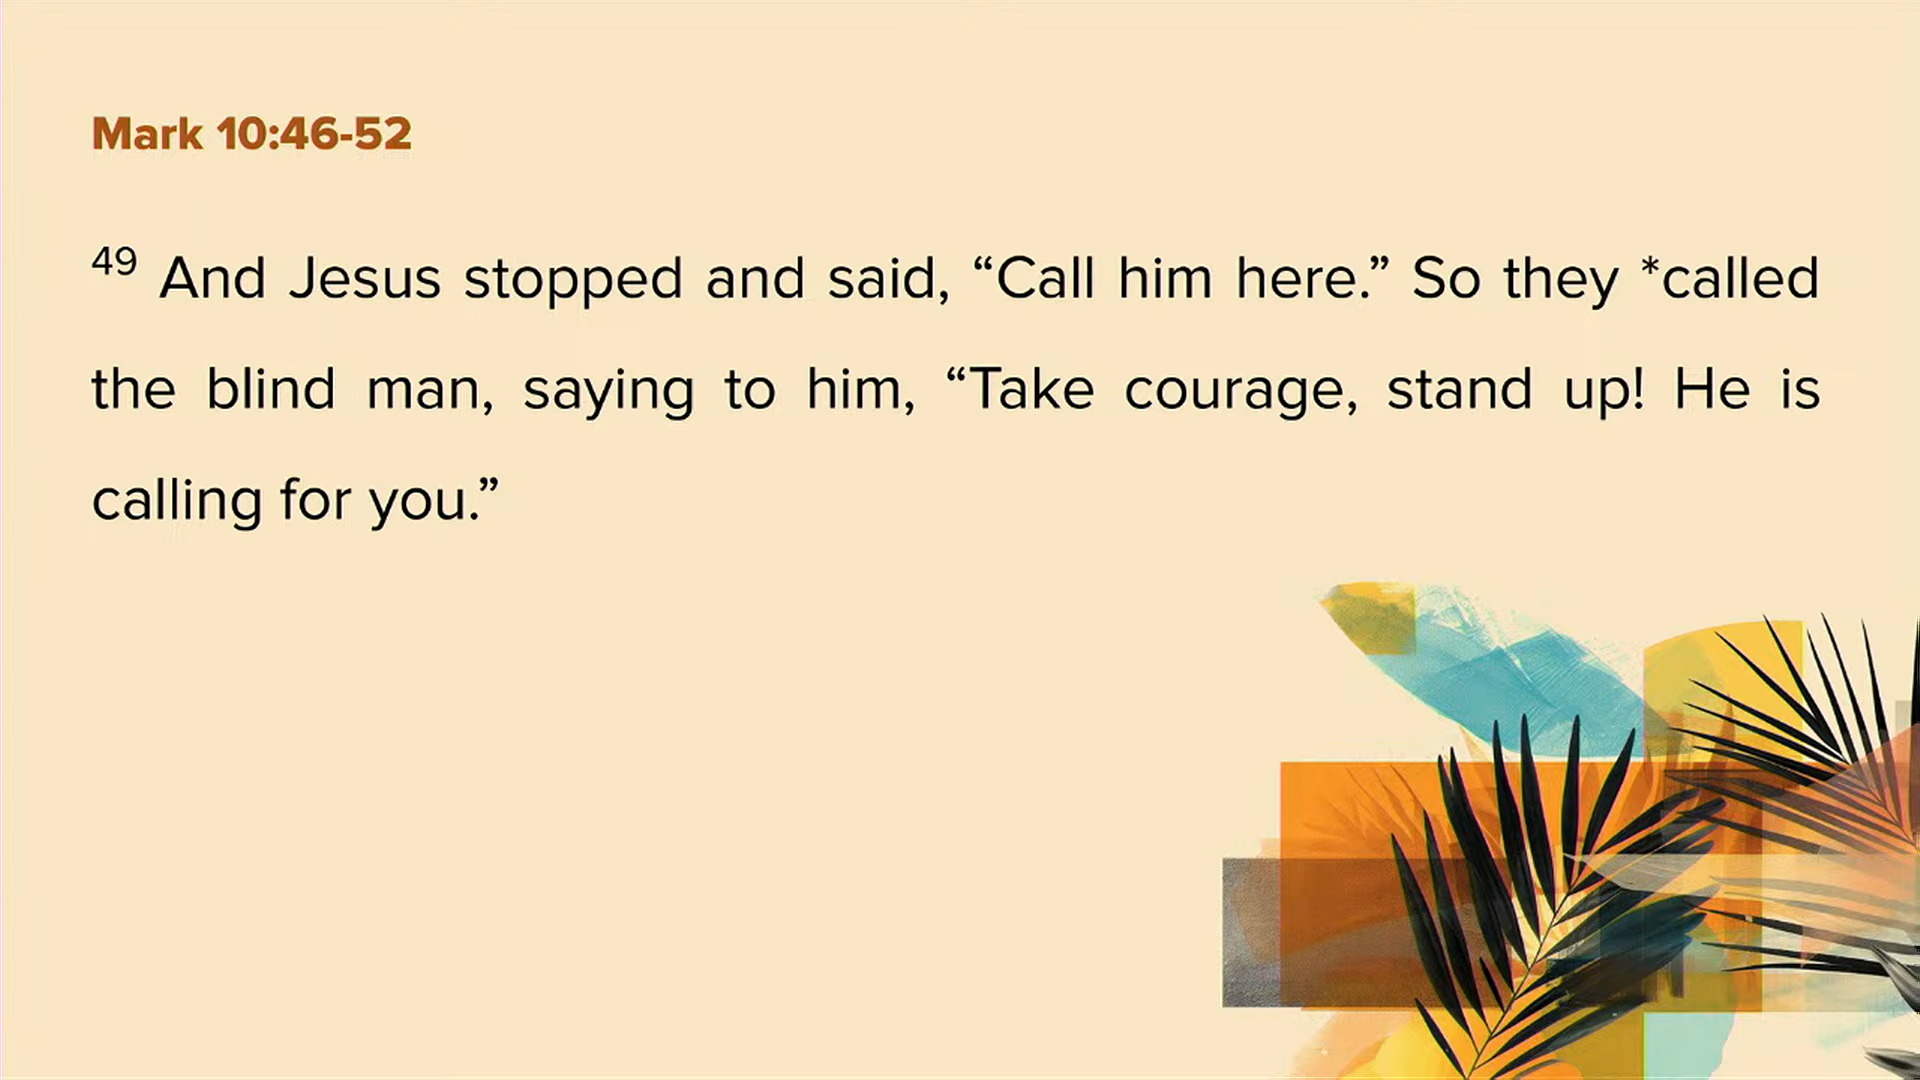 Mark 10:46-52
49 And Jesus stopped and said, “Call him here.” So they *called
the blind man, saying to him, “Take courage, stand up! He is
calling for you.”